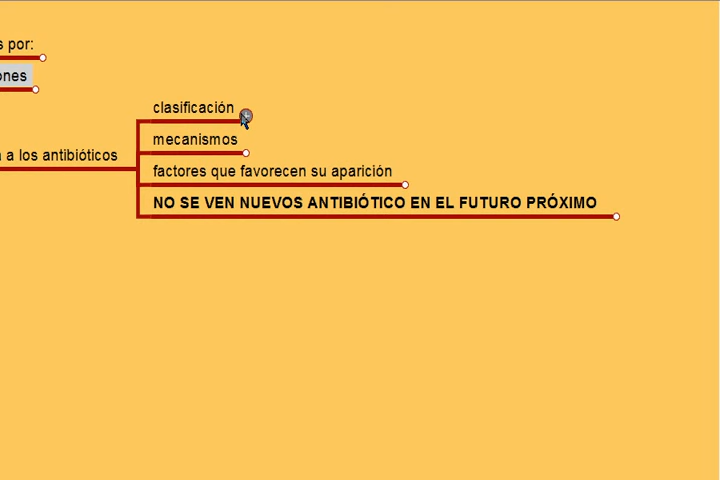 por:
clasificación
mecanismos
a los antibióticos
factores que favorecen su aparición
NO SE VEN NUEVOS ANTIBIÓTICO EN EL FUTURO PRÓXIMO